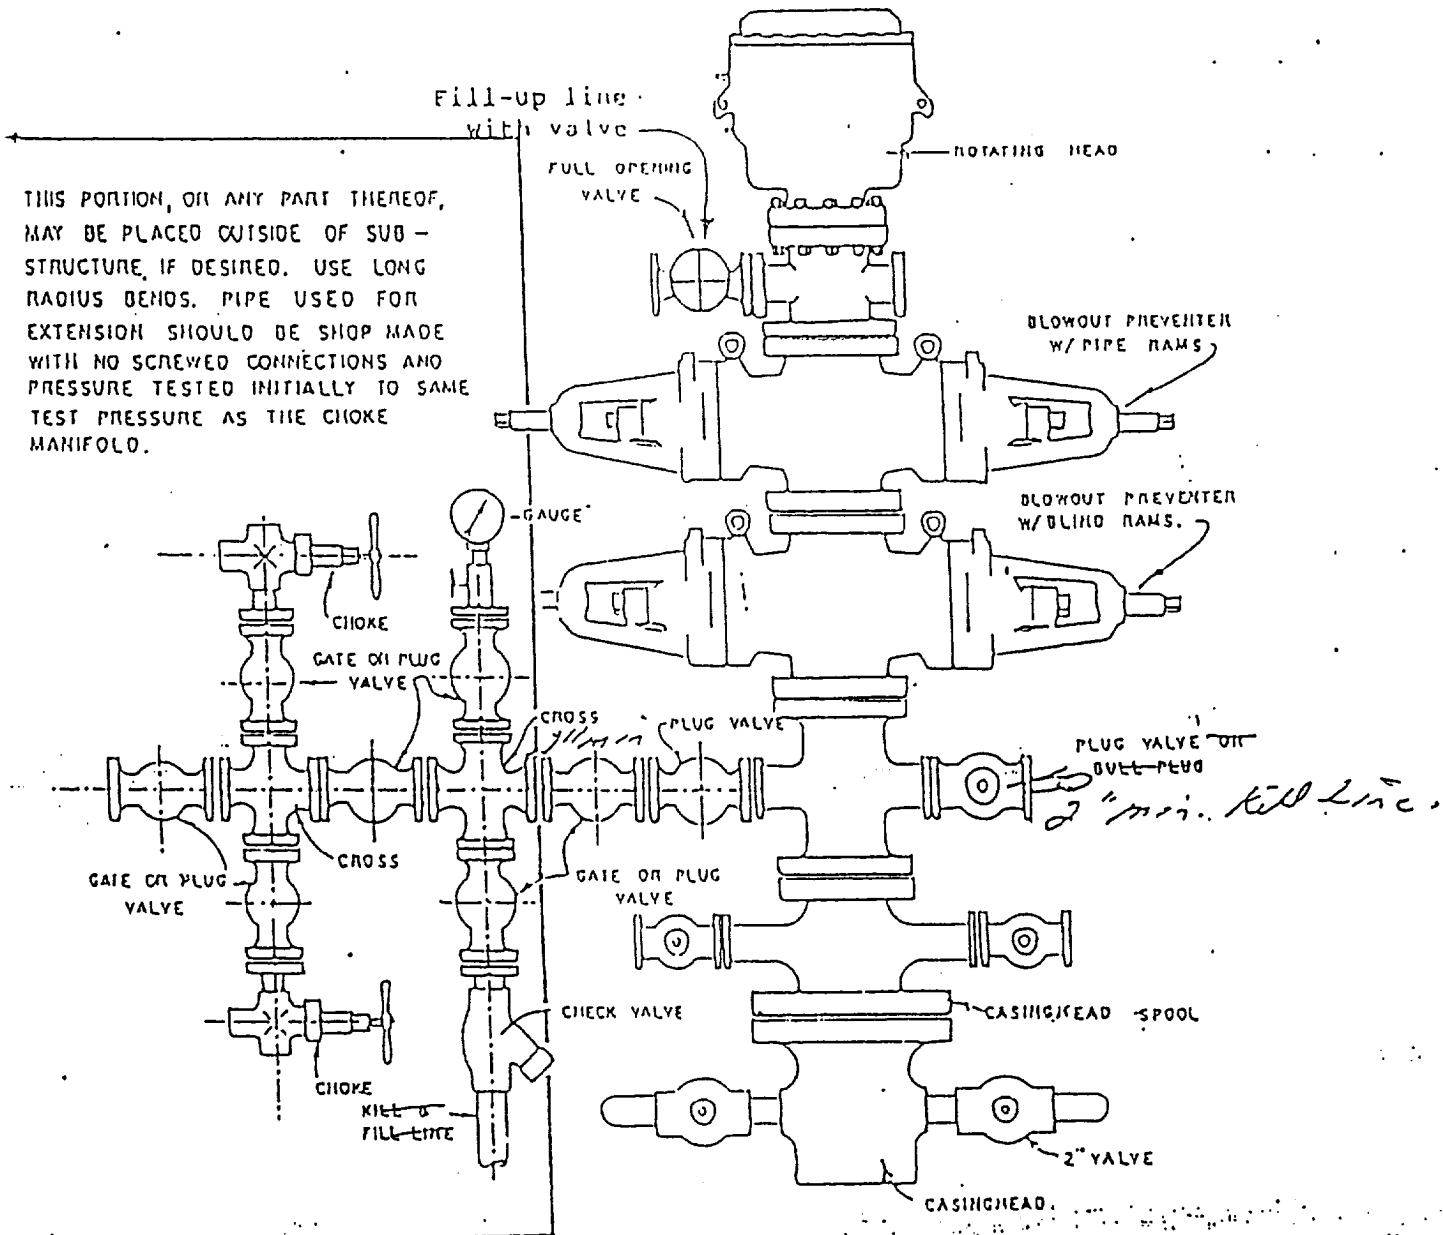 Fill-up line
with valve
FULL OPENING
VALVE
ROTATING HEAD
THIS PORTION, OR ANY PART THEREOF,
MAY BE PLACED OUTSIDE OF SUB-
STRUCTURE, IF DESIRED. USE LONG
RADIUS BENDS. PIPE USED FOR
EXTENSION SHOULD BE SHOP MADE
WITH NO SCREWED CONNECTIONS AND
PRESSURE TESTED INITIALLY TO SAME
TEST PRESSURE AS THE CHOKE
MANIFOLD.
BLOWOUT PREVENTER
W/ PIPE RAMS
BLOWOUT PREVENTER
W/ BLIND RAMS.
GAUGE
CHOKE
GATE OR PLUG
VALVE
CROSS
PLUG VALVE
PLUG VALVE OR
BULL PLUG
2" min. Kill Line.
CROSS
GATE OR PLUG
VALVE
GATE OR PLUG
VALVE
CHECK VALVE
CASINGHEAD SPOOL
CHOKE
KILL &
FILL LINE
2" VALVE
CASINGHEAD.